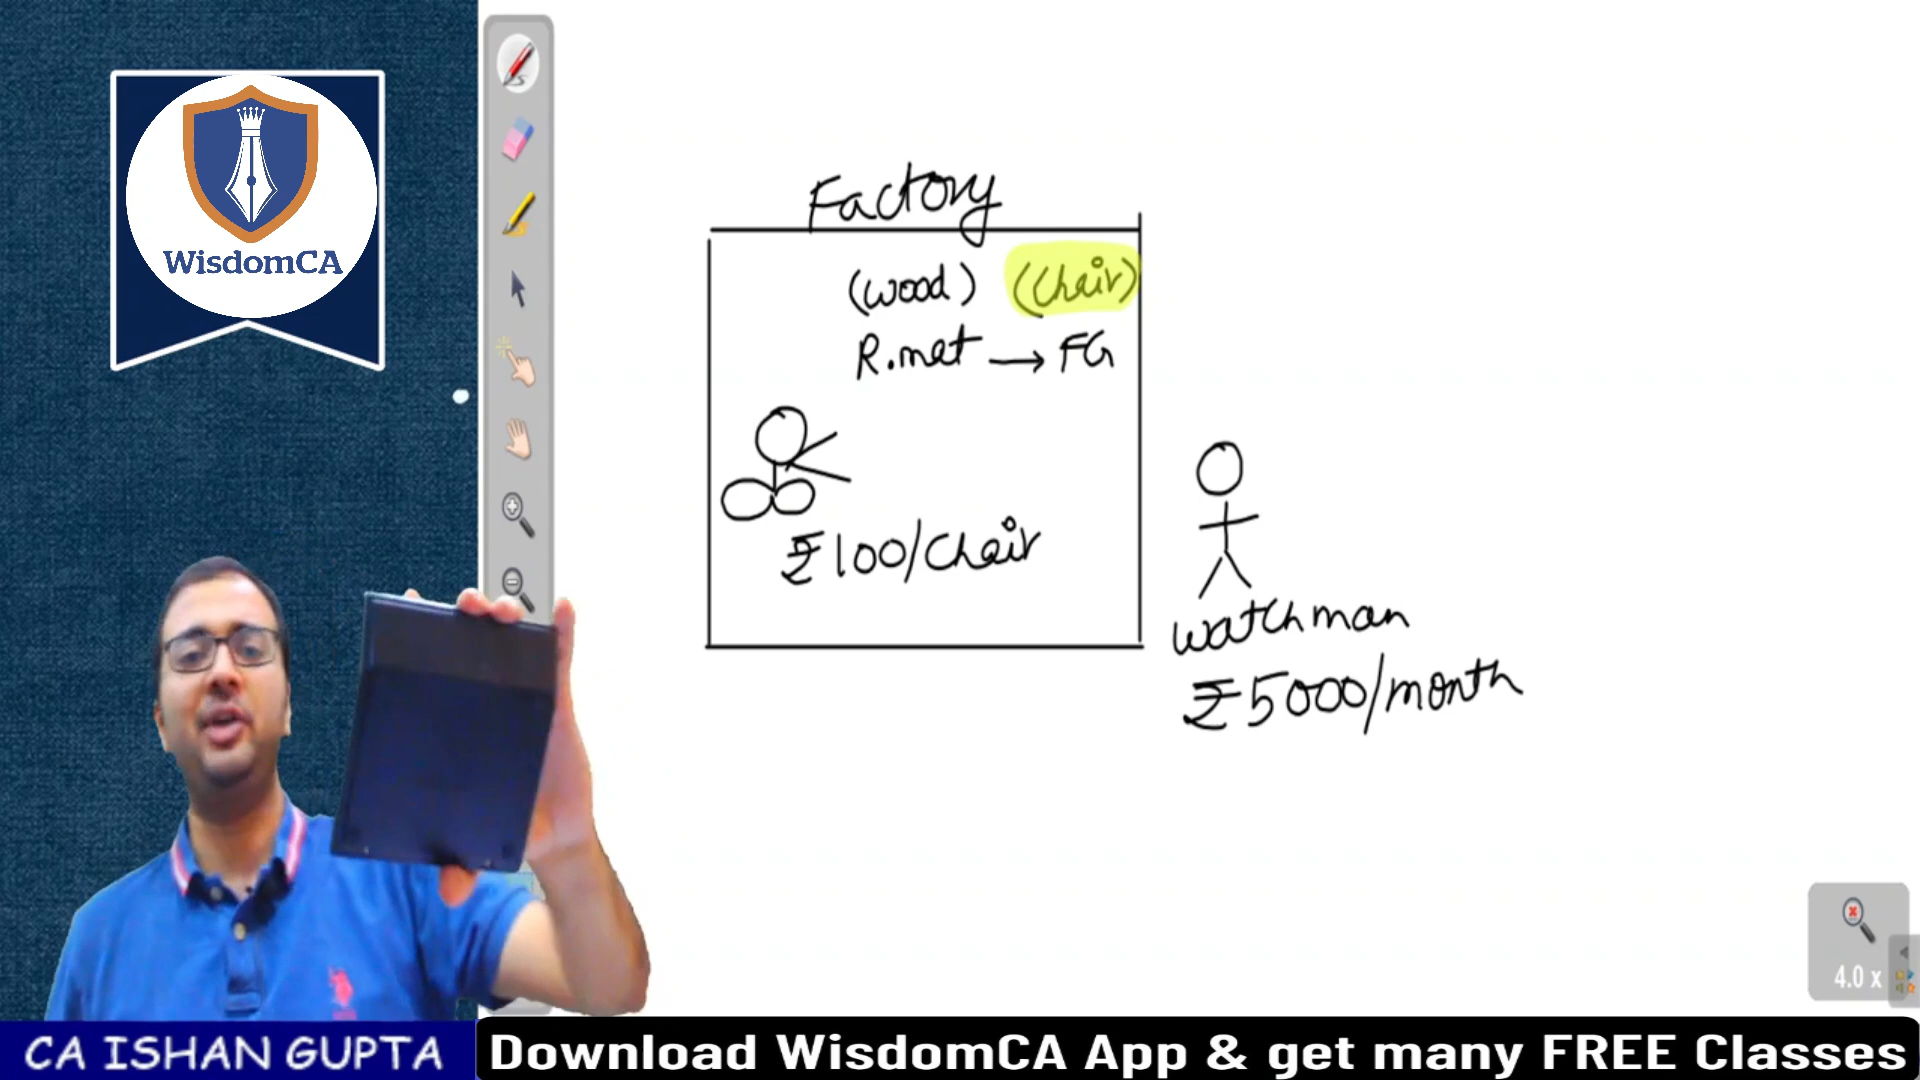 WisdomCA
Factory
(wood) (Chair)
R.mat → FG
₹100/Chair
watchman
₹5000/month
4.0 x
CA ISHAN GUPTA
Download WisdomCA App & get many FREE Classes